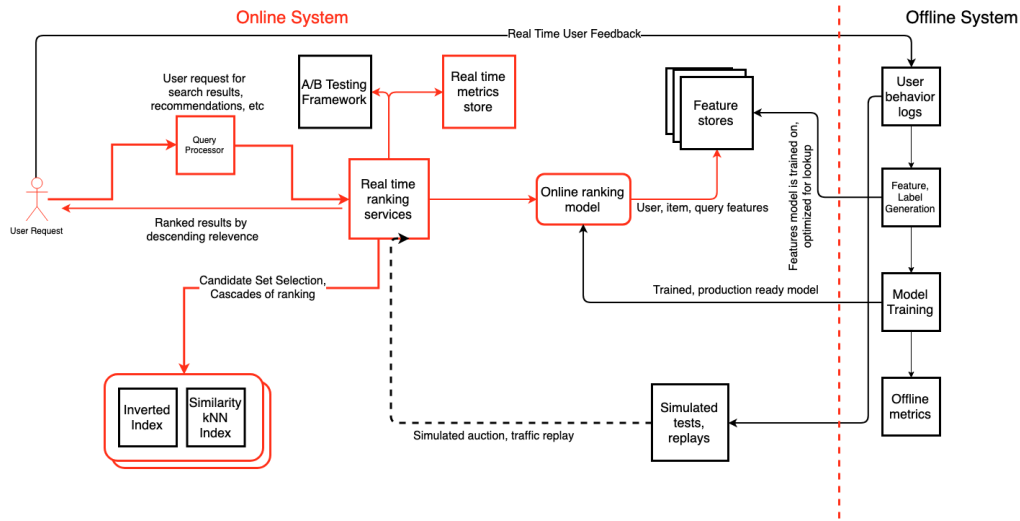 Online System
Offline System
Real Time User Feedback
User request for
search results,
recommendations, etc
A/B Testing
Framework
Real time
metrics
store
Feature
stores
User
behavior
logs
Query
Processor
Real time
ranking
services
Online ranking
model
User, item, query features
Features model is trained on,
optimized for lookup
Feature,
Label
Generation
User Request
Ranked results by
descending relevence
Candidate Set Selection,
Cascades of ranking
Trained, production ready model
Model
Training
Inverted
Index
Similarity
kNN
Index
Simulated auction, traffic replay
Simulated
tests,
replays
Offline
metrics